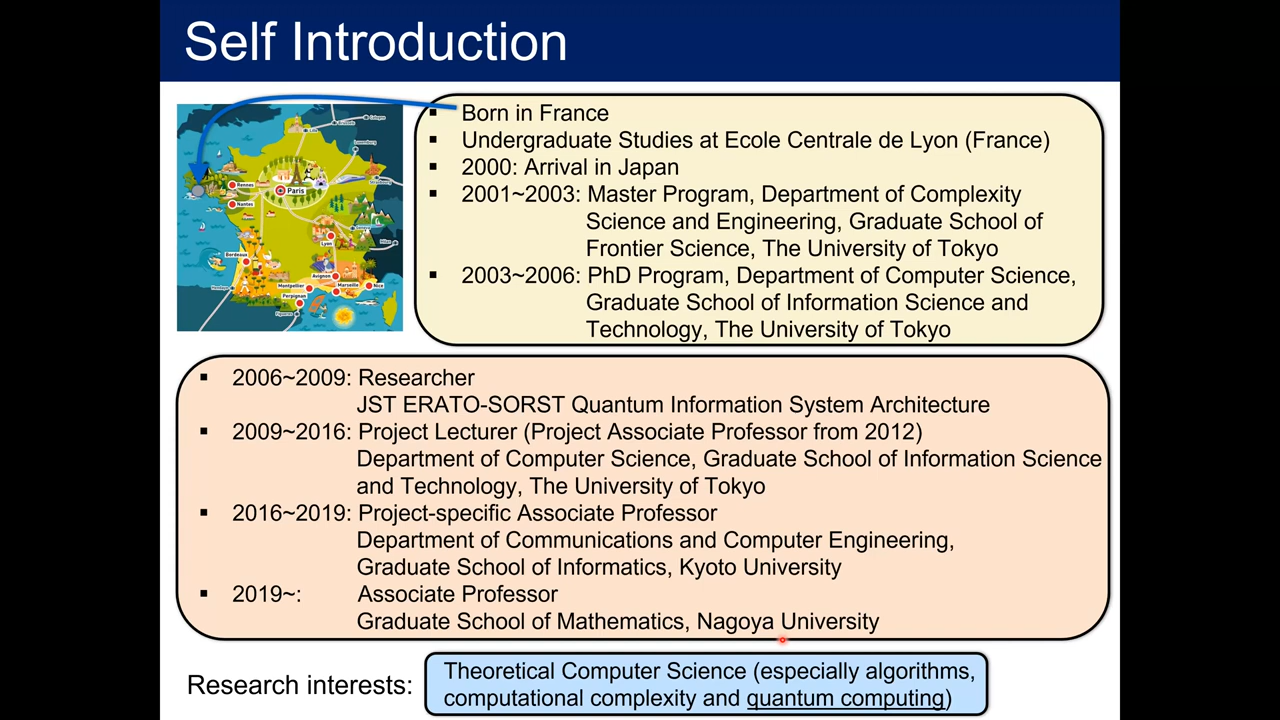 Self Introduction
Rennes
Nantes
Paris
Lyon
Bordeaux
Avignon
Montpellier
Marseille
Nice
Perpignan
▪ Born in France
▪ Undergraduate Studies at Ecole Centrale de Lyon (France)
▪ 2000: Arrival in Japan
▪ 2001~2003: Master Program, Department of Complexity
Science and Engineering, Graduate School of
Frontier Science, The University of Tokyo
▪ 2003~2006: PhD Program, Department of Computer Science,
Graduate School of Information Science and
Technology, The University of Tokyo
▪ 2006~2009: Researcher
JST ERATO-SORST Quantum Information System Architecture
▪ 2009~2016: Project Lecturer (Project Associate Professor from 2012)
Department of Computer Science, Graduate School of Information Science
and Technology, The University of Tokyo
▪ 2016~2019: Project-specific Associate Professor
Department of Communications and Computer Engineering,
Graduate School of Informatics, Kyoto University
▪ 2019~: Associate Professor
Graduate School of Mathematics, Nagoya University
Research interests:
Theoretical Computer Science (especially algorithms,
computational complexity and quantum computing)